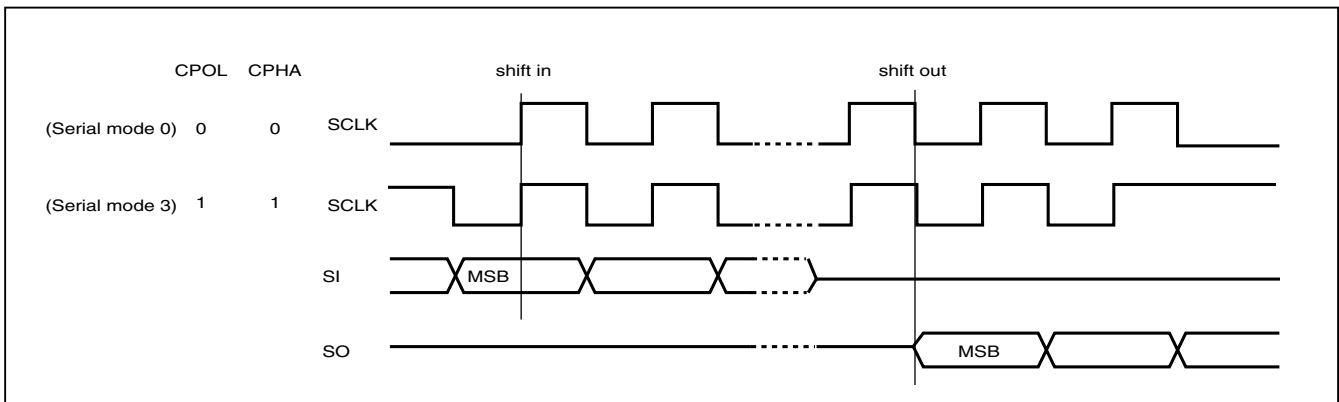 CPOL CPHA shift in shift out
(Serial mode 0) 0 0 SCLK
(Serial mode 3) 1 1 SCLK
SI MSB
SO MSB